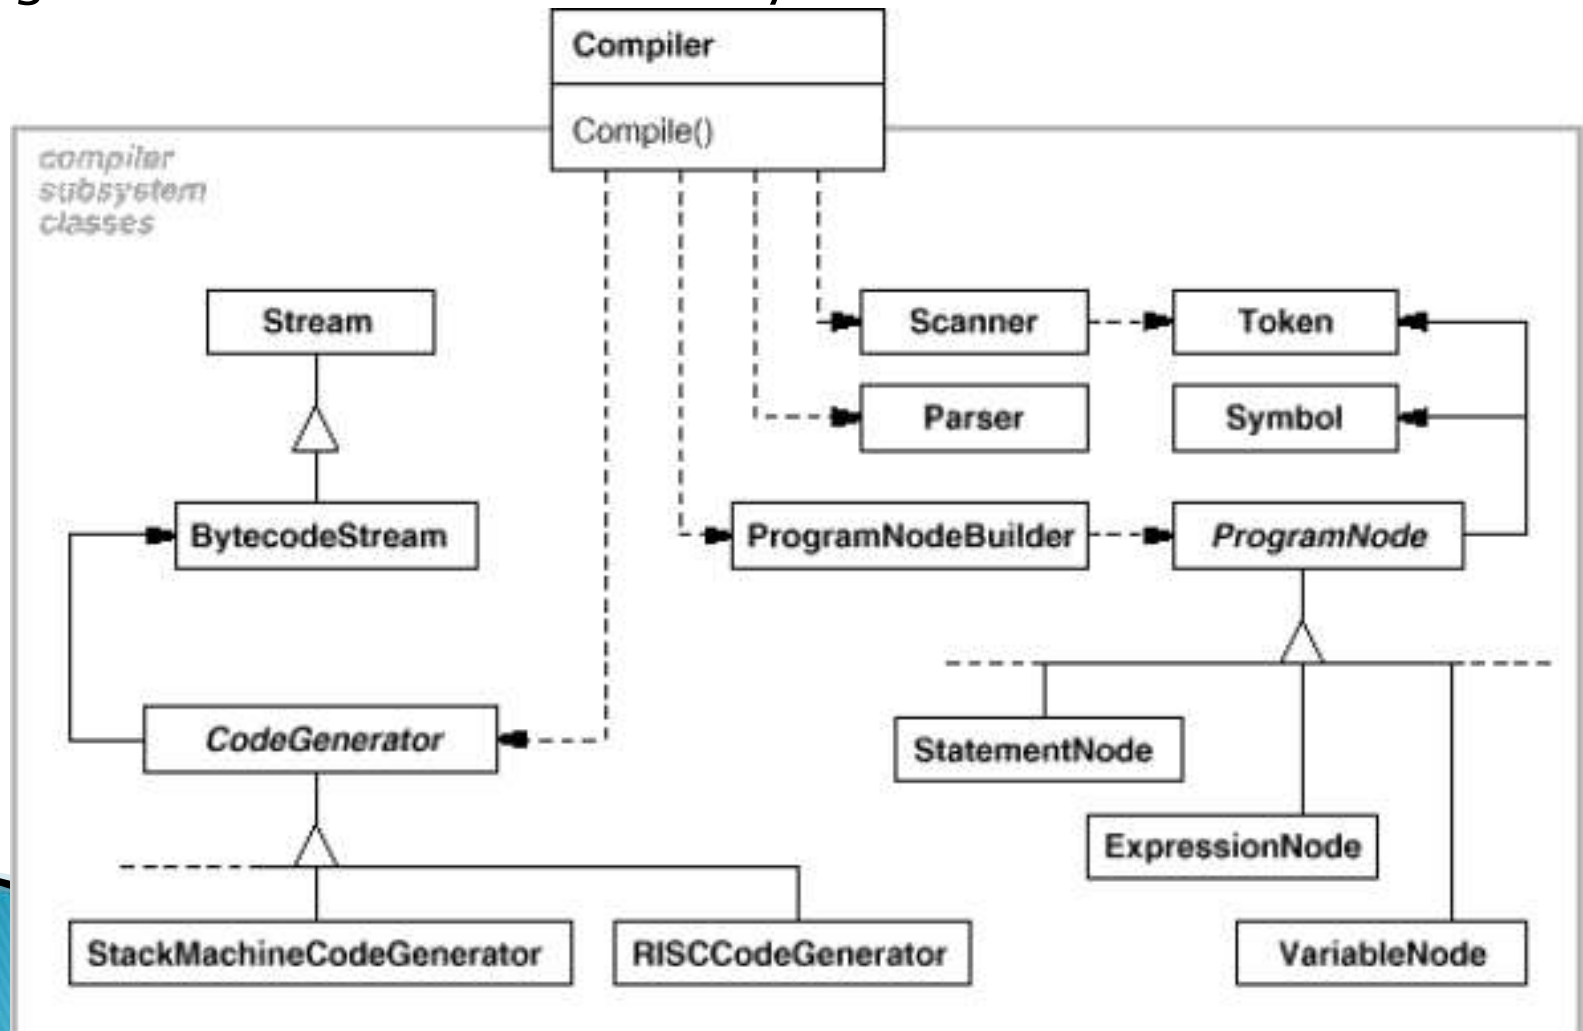 Compiler
Compile()
compiler
subsystem
classes
Stream
Scanner
Token
Parser
Symbol
BytecodeStream
ProgramNodeBuilder
ProgramNode
CodeGenerator
StatementNode
ExpressionNode
StackMachineCodeGenerator
RISCCodeGenerator
VariableNode